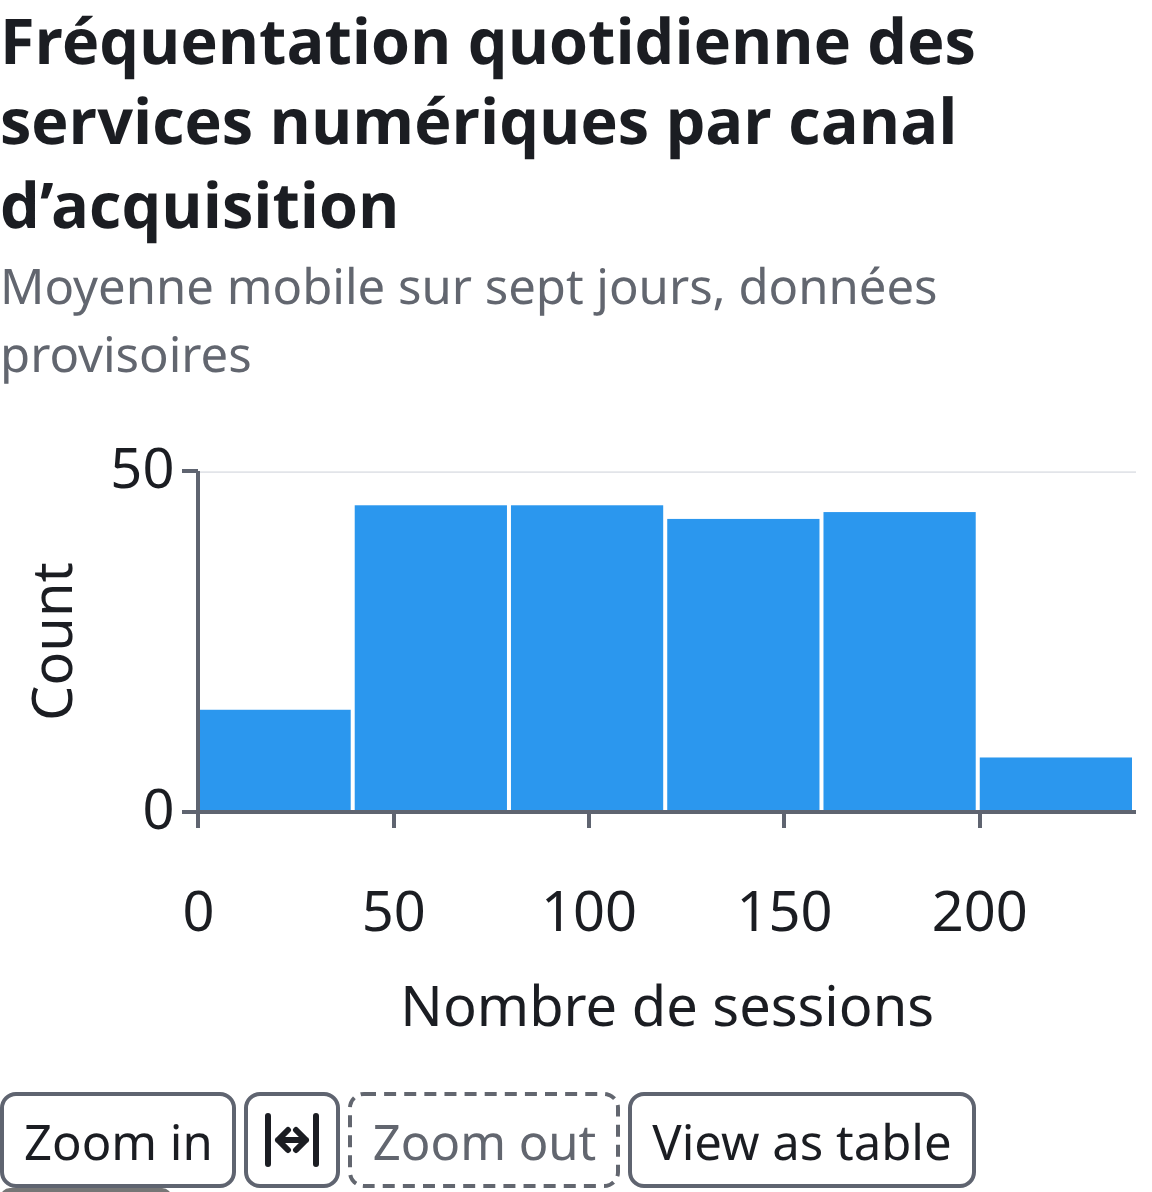 Fréquentation quotidienne des
services numériques par canal
d’acquisition
Moyenne mobile sur sept jours, données
provisoires
50
Count
0
0 50 100 150 200
Nombre de sessions
Zoom in Zoom out View as table